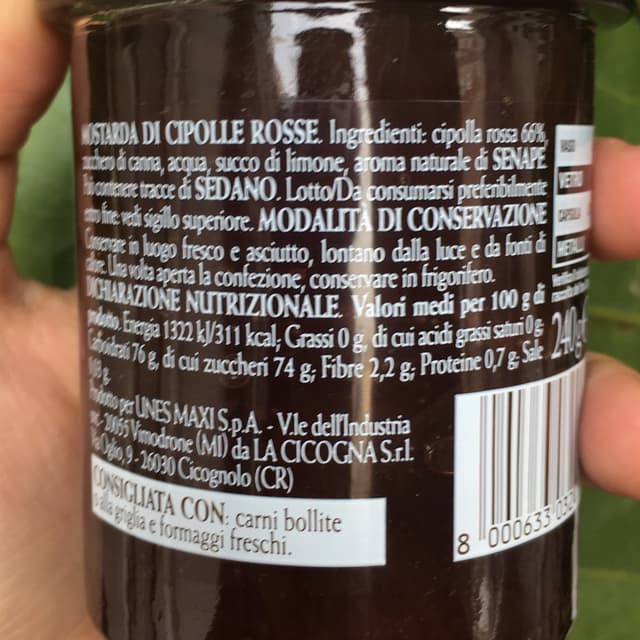 MOSTARDA DI CIPOLLE ROSSE. Ingredienti: cipolla rossa 66%,
zucchero di canna, acqua, succo di limone, aroma naturale di SENAPE.
Può contenere tracce di SEDANO. Lotto/Da consumarsi preferibilmente
entro fine: vedi sigillo superiore. MODALITÀ DI CONSERVAZIONE
Conservare in luogo fresco e asciutto, lontano dalla luce e da fonti di
calore. Una volta aperta la confezione, conservare in frigorifero.
DICHIARAZIONE NUTRIZIONALE. Valori medi per 100 g di
prodotto. Energia 1322 kJ/311 kcal; Grassi 0 g, di cui acidi grassi saturi 0 g;
Carboidrati 76 g, di cui zuccheri 74 g; Fibre 2,2 g; Proteine 0,7 g; Sale
g.
Prodotto per UNES MAXI S.p.A. - V.le dell'Industria
20055 Vimodrone (MI) da LA CICOGNA S.r.l.
Via Oglio, 9 - 26030 Cicognolo (CR)
CONSIGLIATA CON: carni bollite
o alla griglia e formaggi freschi.
VASO
VETRO
CAPSULA
METALLO
240 g
8 000633 032